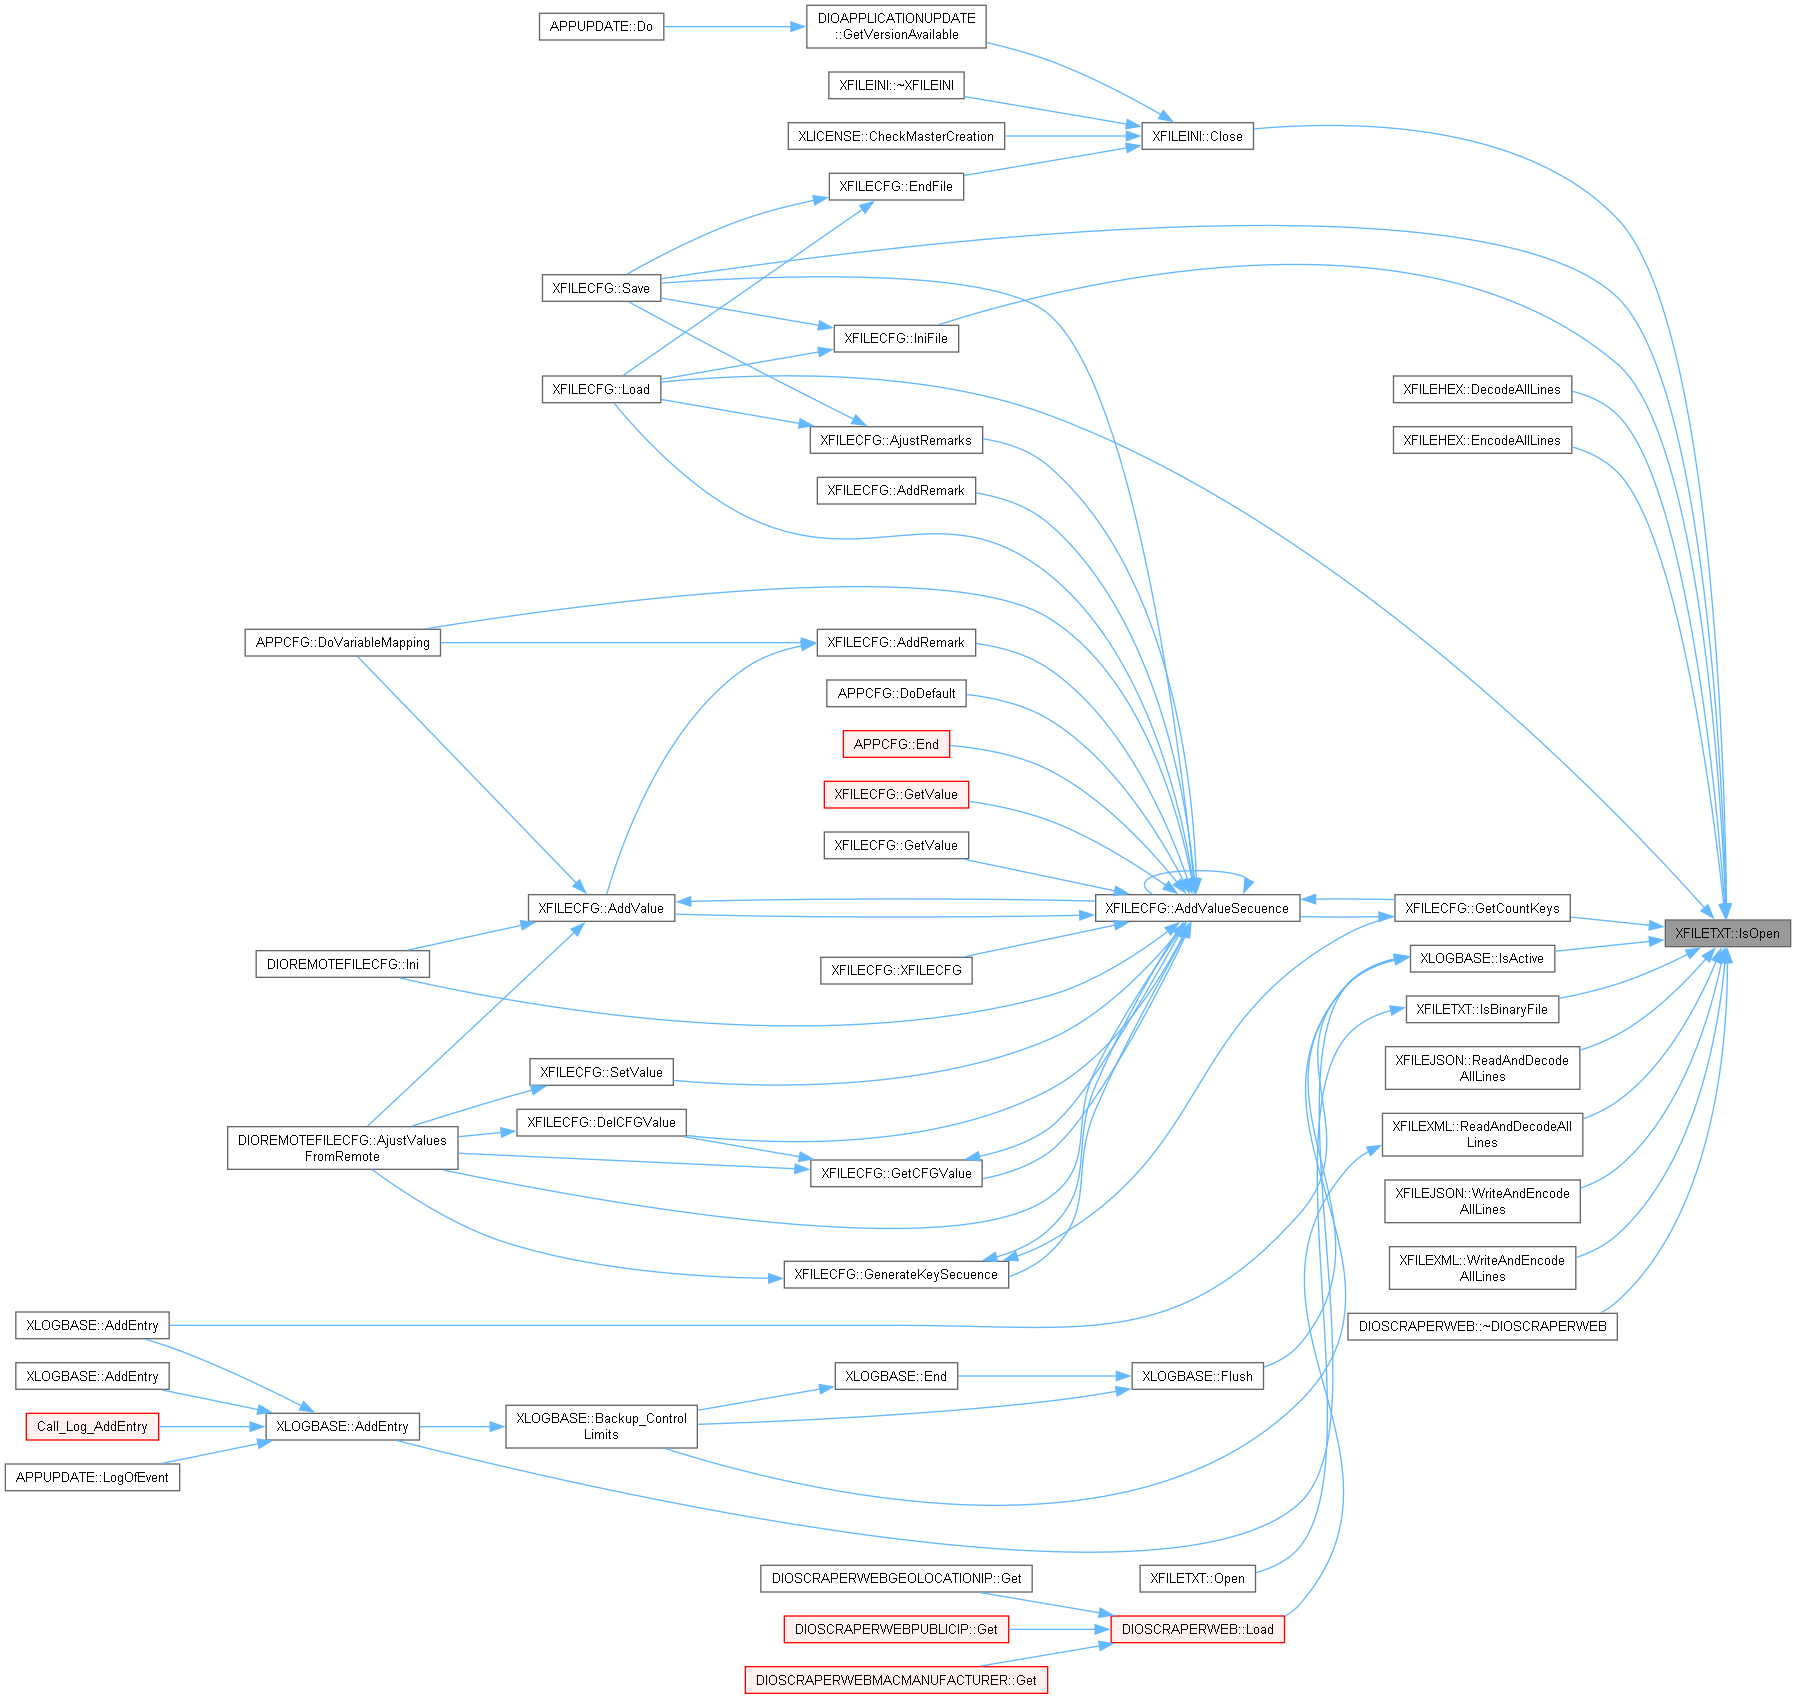 APPUPDATE::Do
DIOAPPLICATIONUPDATE
::GetVersionAvailable
XFILEINI::~XFILEINI
XLICENSE::CheckMasterCreation
XFILEINI::Close
XFILECFG::EndFile
XFILECFG::Save
XFILECFG::IniFile
XFILECFG::Load
XFILEHEX::DecodeAllLines
XFILECFG::AjustRemarks
XFILEHEX::EncodeAllLines
XFILECFG::AddRemark
APPCFG::DoVariableMapping
XFILECFG::AddRemark
APPCFG::DoDefault
APPCFG::End
XFILECFG::GetValue
XFILECFG::GetValue
XFILECFG::AddValue
XFILECFG::AddValueSecuence
XFILECFG::GetCountKeys
XFILETXT::IsOpen
DIOREMOTEFILECFG::Ini
XFILECFG::XFILECFG
XLOGBASE::IsActive
XFILETXT::IsBinaryFile
XFILECFG::SetValue
XFILEJSON::ReadAndDecode
AllLines
XFILECFG::DelCFGValue
XFILEXML::ReadAndDecodeAll
Lines
DIOREMOTEFILECFG::AjustValues
FromRemote
XFILECFG::GetCFGValue
XFILEJSON::WriteAndEncode
AllLines
XFILECFG::GenerateKeySecuence
XFILEXML::WriteAndEncode
AllLines
XLOGBASE::AddEntry
DIOSCRAPERWEB::~DIOSCRAPERWEB
XLOGBASE::AddEntry
XLOGBASE::End
XLOGBASE::Flush
Call_Log_AddEntry
XLOGBASE::AddEntry
XLOGBASE::Backup_Control
Limits
APPUPDATE::LogOfEvent
DIOSCRAPERWEBGEOLOCATIONIP::Get
XFILETXT::Open
DIOSCRAPERWEBPUBLICIP::Get
DIOSCRAPERWEB::Load
DIOSCRAPERWEBMACMANUFACTURER::Get